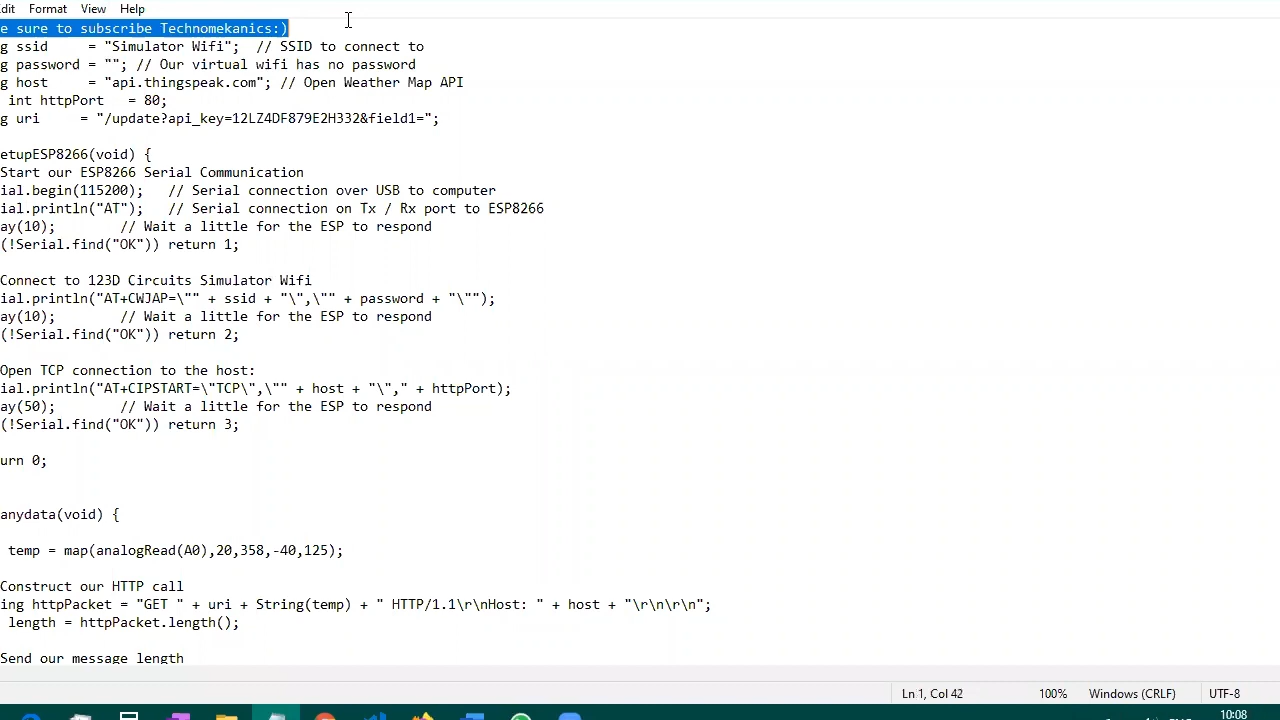 dit Format View Help
e sure to subscribe Technomekanics:)
g ssid = "Simulator Wifi"; // SSID to connect to
g password = ""; // Our virtual wifi has no password
g host = "api.thingspeak.com"; // Open Weather Map API
int httpPort = 80;
g uri = "/update?api_key=12LZ4DF879E2H332&field1=";
etupESP8266(void) {
Start our ESP8266 Serial Communication
ial.begin(115200); // Serial connection over USB to computer
ial.println("AT"); // Serial connection on Tx / Rx port to ESP8266
ay(10); // Wait a little for the ESP to respond
(!Serial.find("OK")) return 1;
Connect to 123D Circuits Simulator Wifi
ial.println("AT+CWJAP=\"" + ssid + "\",\"" + password + "\"");
ay(10); // Wait a little for the ESP to respond
(!Serial.find("OK")) return 2;
Open TCP connection to the host:
ial.println("AT+CIPSTART=\"TCP\",\"" + host + "\"," + httpPort);
ay(50); // Wait a little for the ESP to respond
(!Serial.find("OK")) return 3;
urn 0;
anydata(void) {
temp = map(analogRead(A0),20,358,-40,125);
Construct our HTTP call
ing httpPacket = "GET " + uri + String(temp) + " HTTP/1.1\r\nHost: " + host + "\r\n\r\n";
length = httpPacket.length();
Send our message length
Ln 1, Col 42 100% Windows (CRLF) UTF-8
10:08